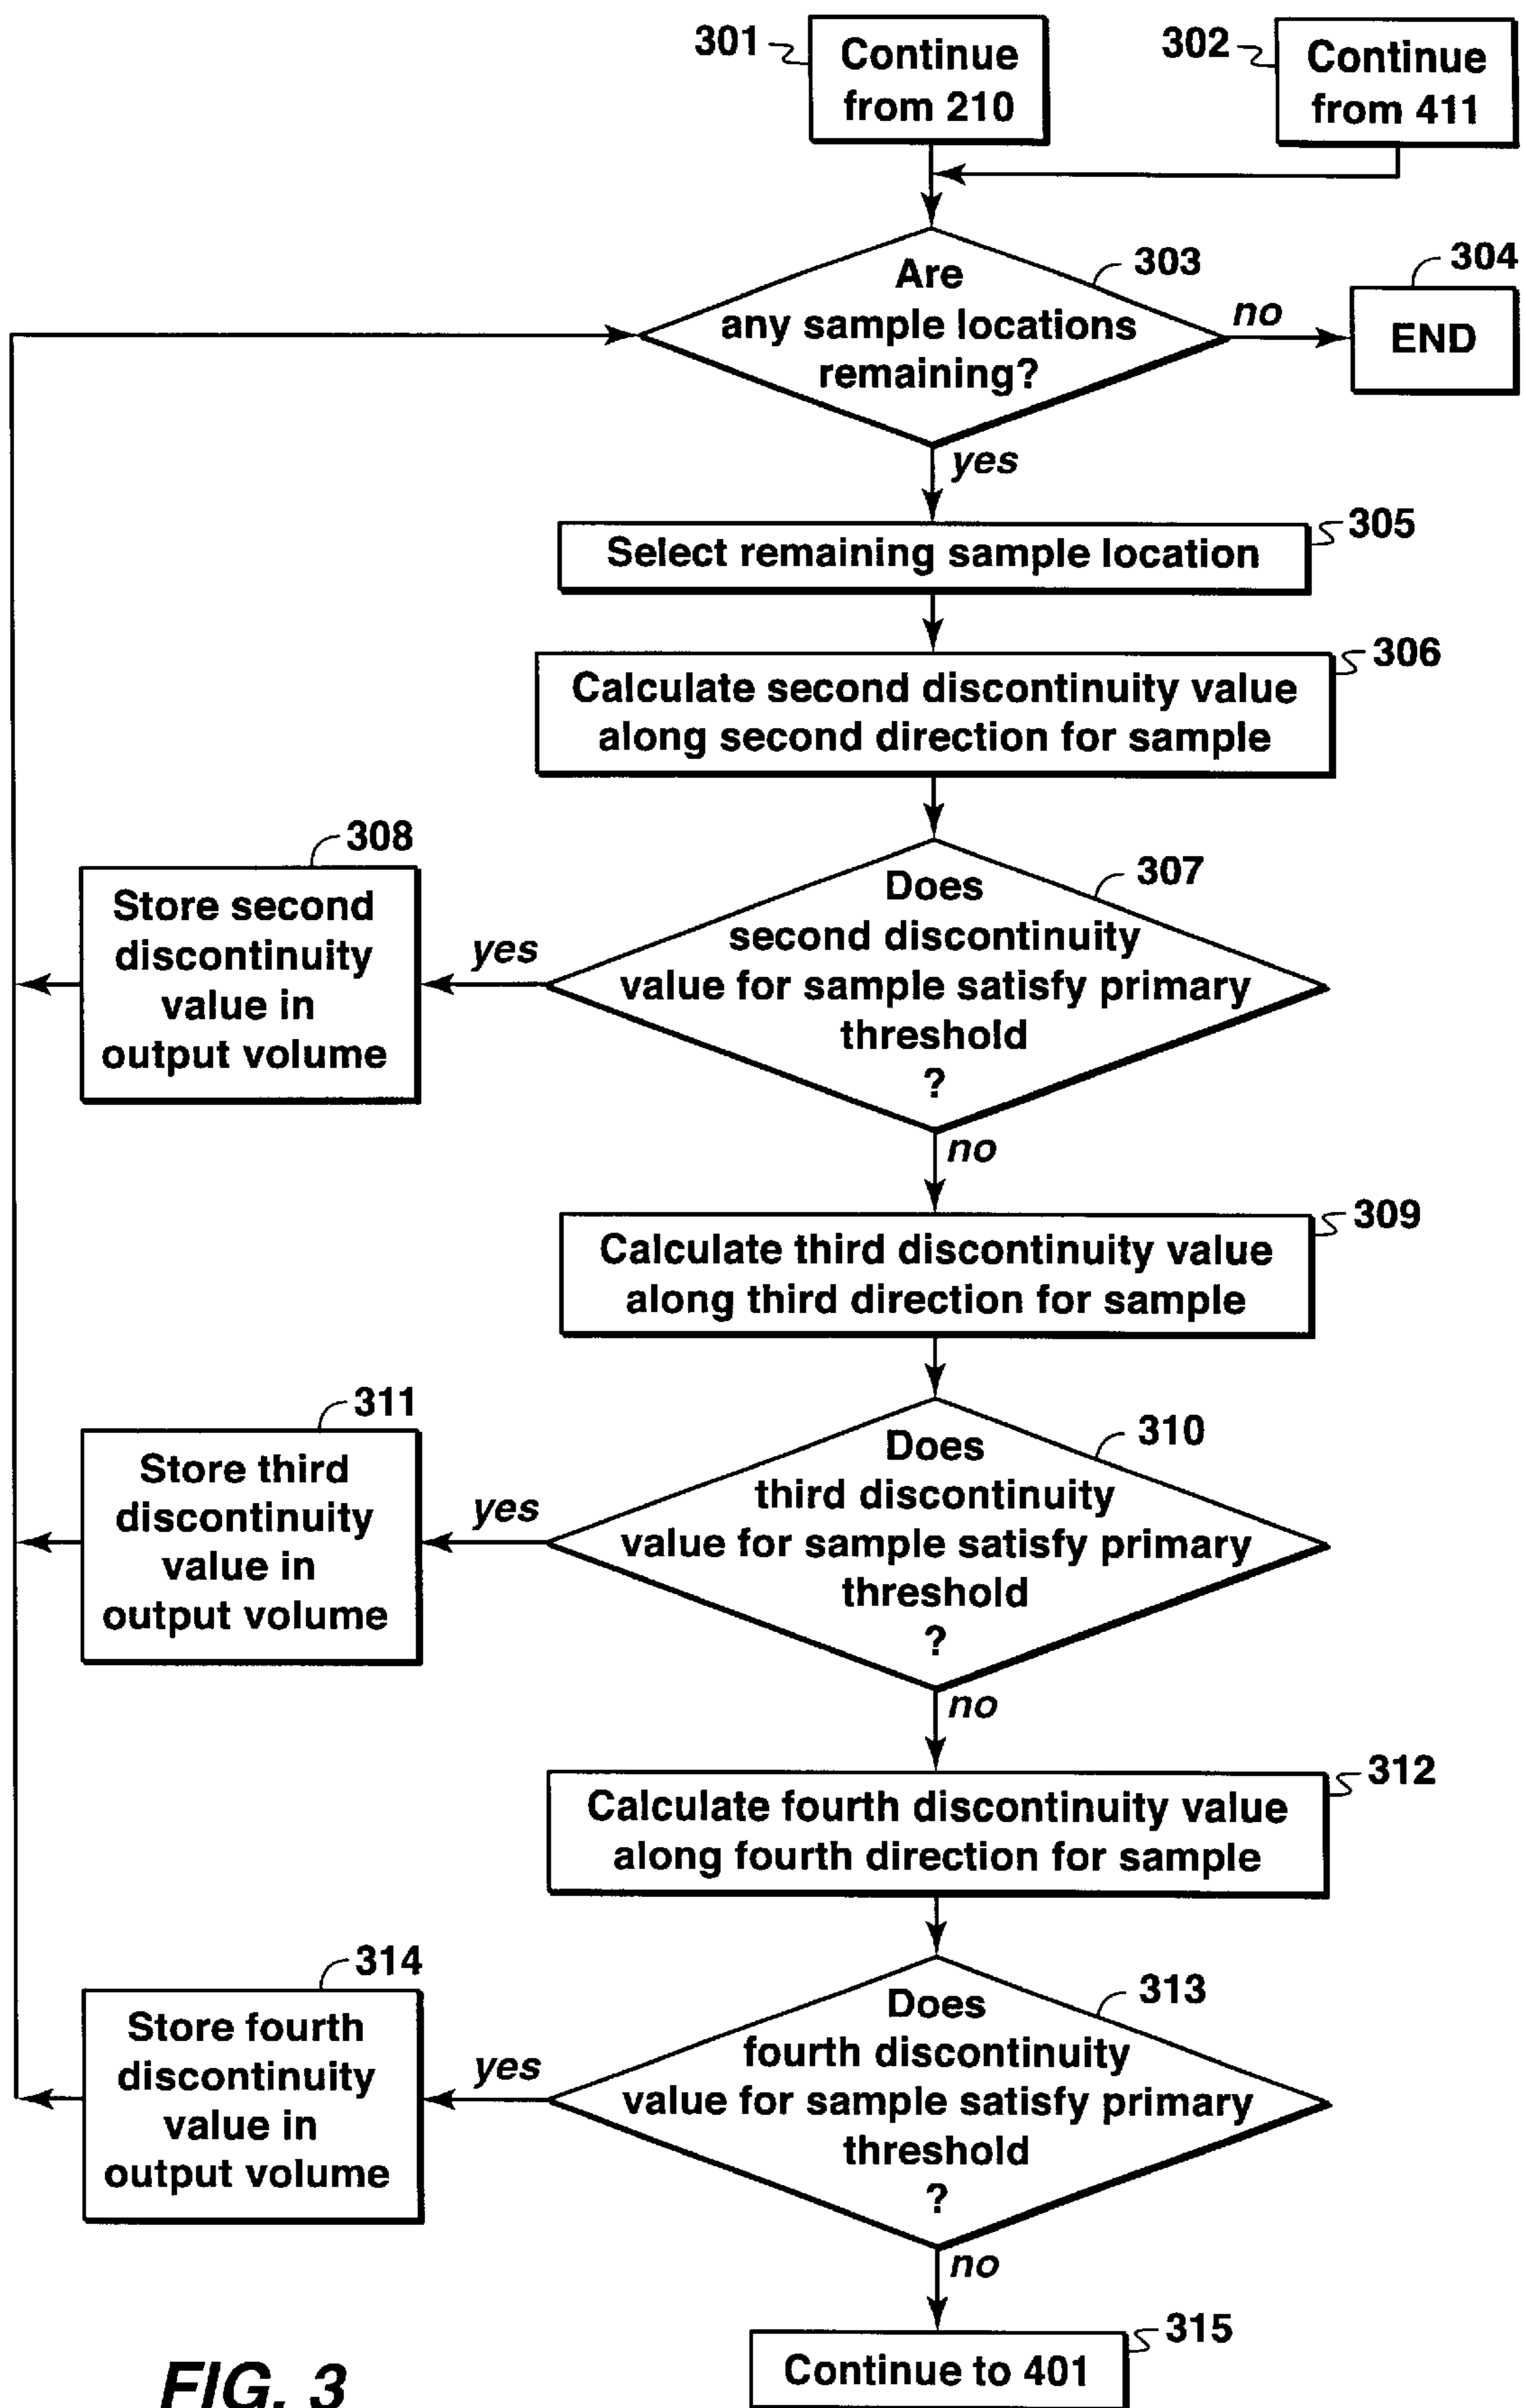 301
Continue
from 210
302
Continue
from 411
303
Are
any sample locations
remaining?
no
304
END
yes
305
Select remaining sample location
306
Calculate second discontinuity value
along second direction for sample
307
Does
second discontinuity
value for sample satisfy primary
threshold
?
yes
308
Store second
discontinuity
value in
output volume
no
309
Calculate third discontinuity value
along third direction for sample
310
Does
third discontinuity
value for sample satisfy primary
threshold
?
yes
311
Store third
discontinuity
value in
output volume
no
312
Calculate fourth discontinuity value
along fourth direction for sample
313
Does
fourth discontinuity
value for sample satisfy primary
threshold
?
yes
314
Store fourth
discontinuity
value in
output volume
no
315
Continue to 401
FIG. 3